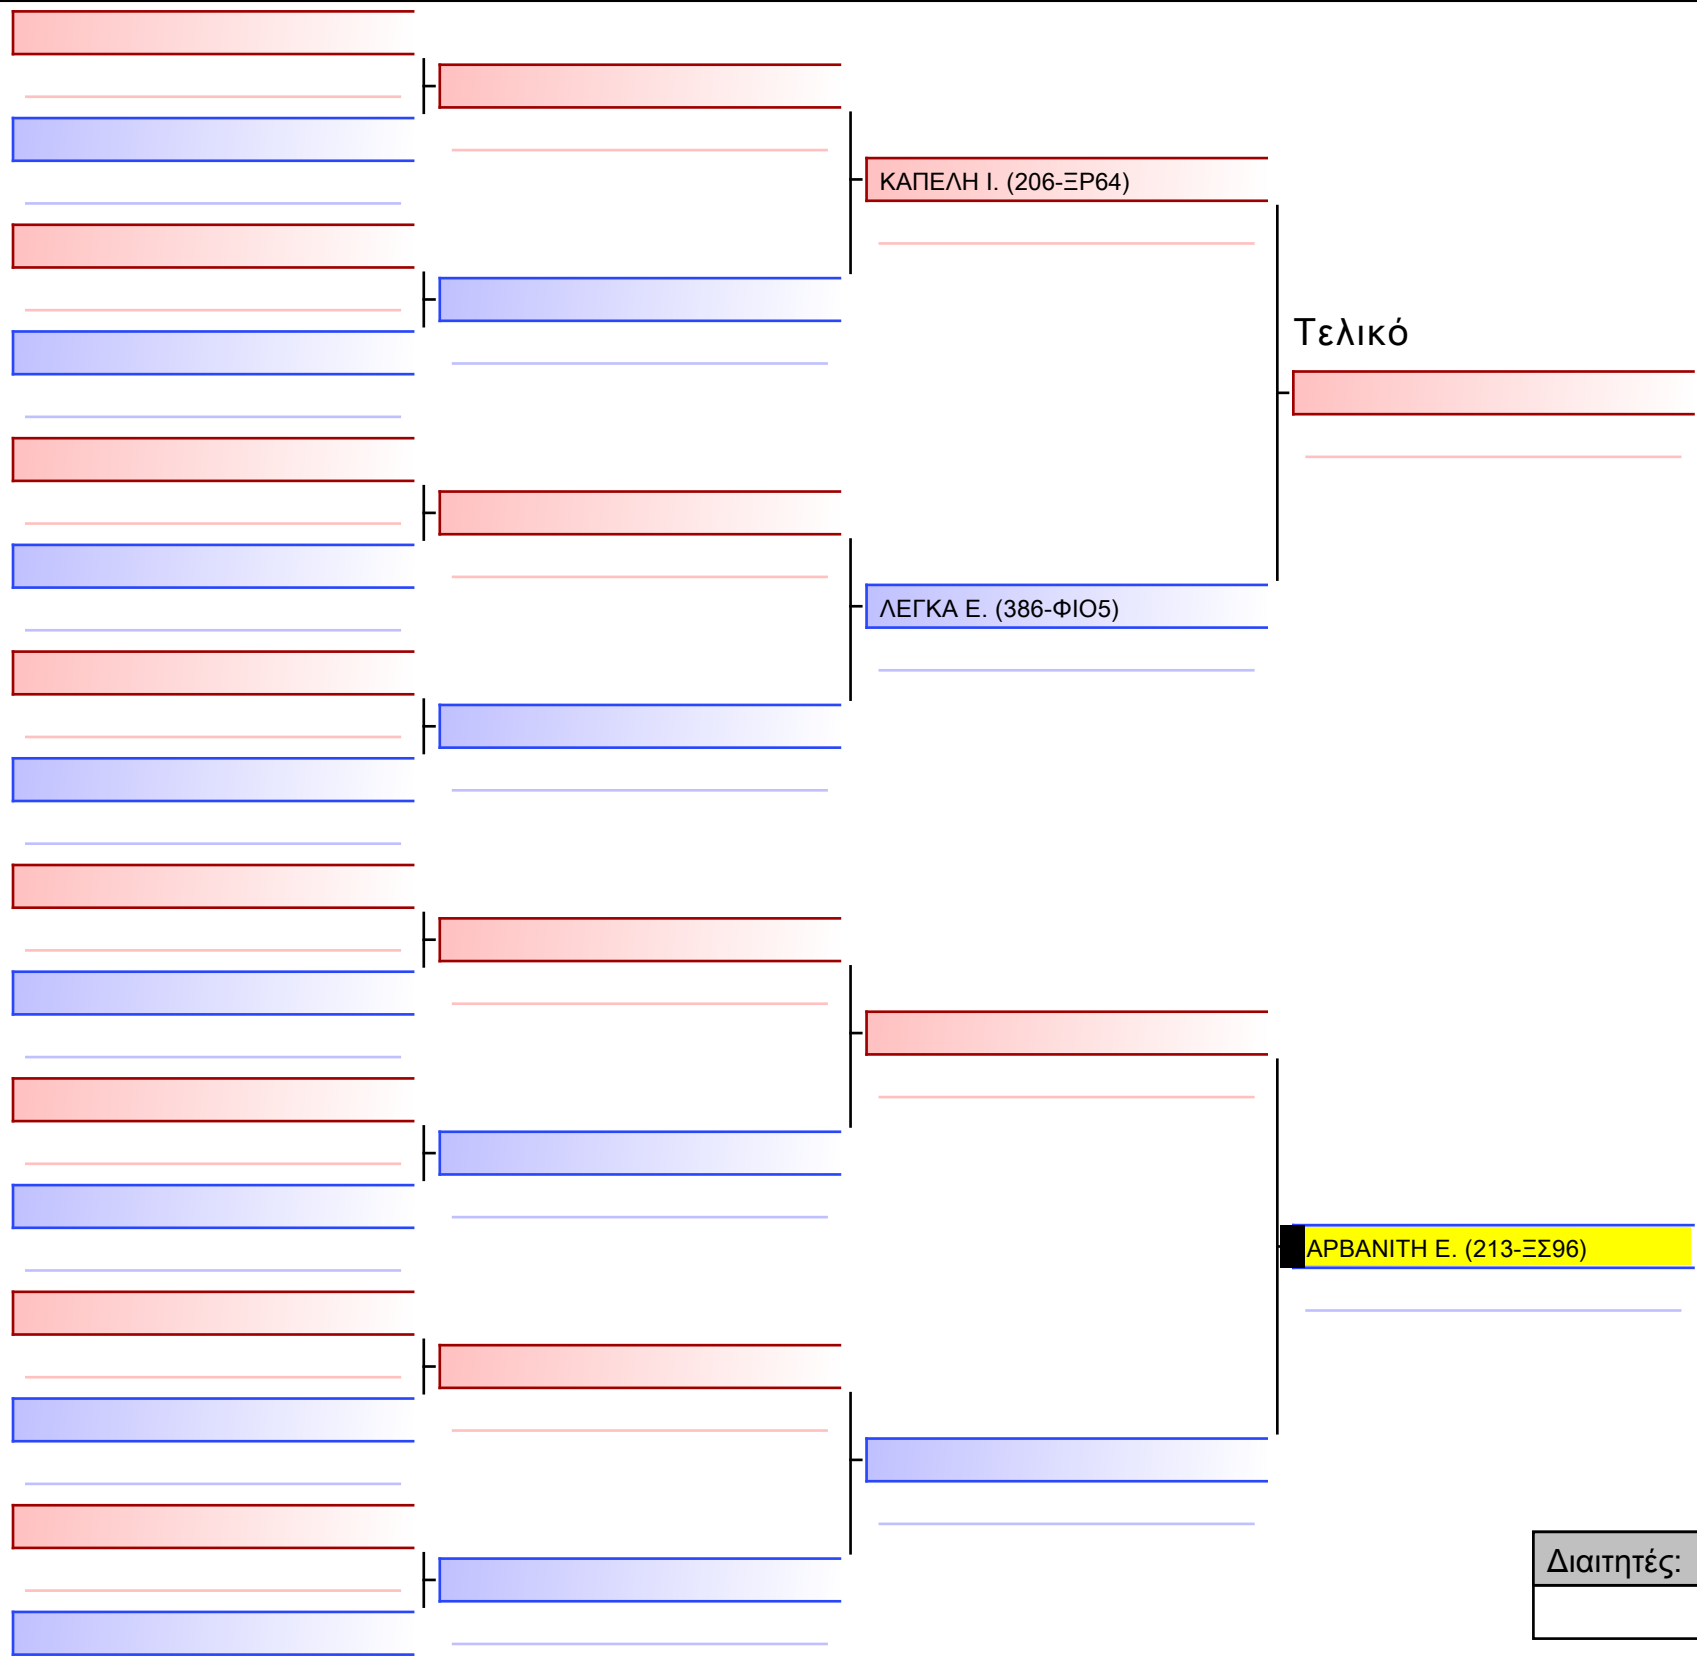 ΚΑΠΕΛΗ Ι. (206-ΞΡ64)
Τελικό
ΛΕΓΚΑ Ε. (386-ΦΙΟ5)
ΑΡΒΑΝΙΤΗ Ε. (213-ΞΣ96)
Διαιτητές: